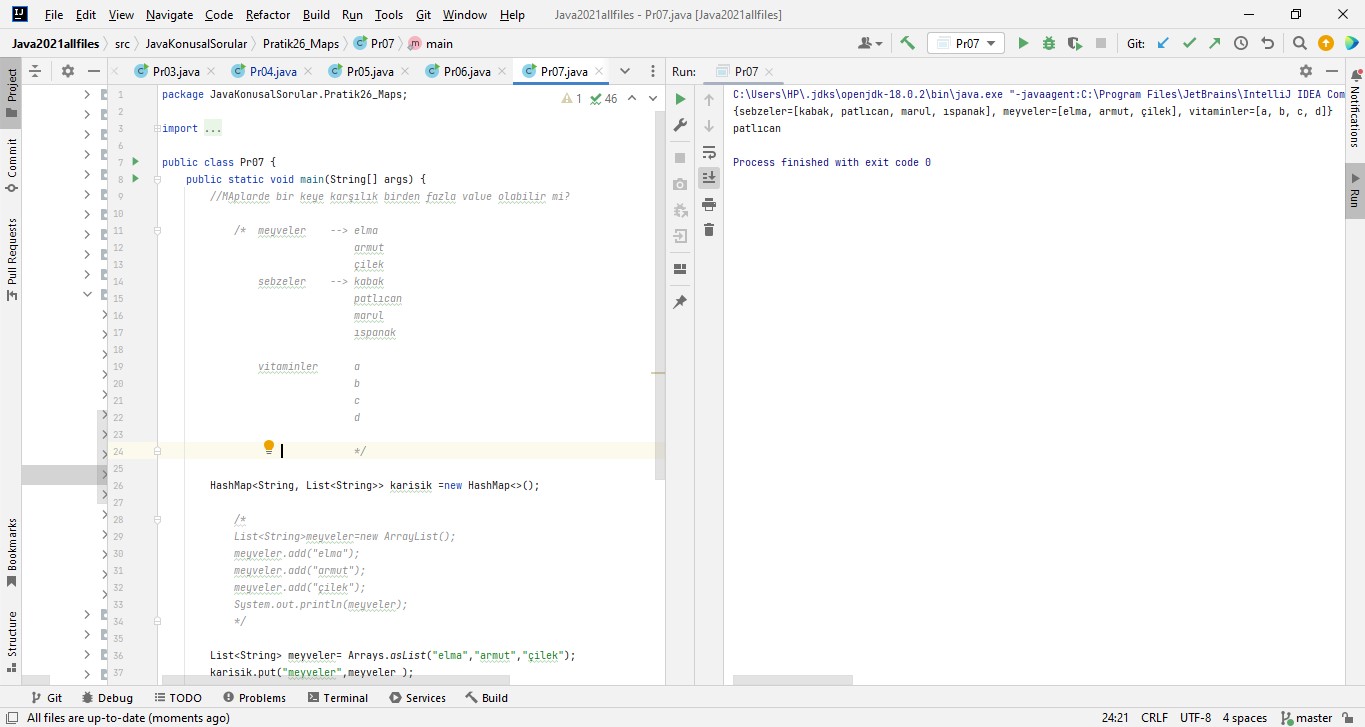 File Edit View Navigate Code Refactor Build Run Tools Git Window Help Java2021allfiles - Pr07.java [Java2021allfiles]
Java2021allfiles src JavaKonusalSorular Pratik26_Maps Pr07 main Pr07 Git:
Project
Commit
Pull Requests
Bookmarks
Structure
Pr03.java Pr04.java Pr05.java Pr06.java Pr07.java
1 46
1 package JavaKonusalSorular.Pratik26_Maps;
2
3 import ...
6
7 public class Pr07 {
8 public static void main(String[] args) {
9 //MAplarde bir keye karşılık birden fazla value olabilir mi?
10
11 /* meyveler --> elma
12 armut
13 çilek
14 sebzeler --> kabak
15 patlıcan
16 marul
17 ıspanak
18
19 vitaminler a
20 b
21 c
22 d
23
24 */
25
26 HashMap<String, List<String>> karisik =new HashMap<>();
27
28 /*
29 List<String>meyveler=new ArrayList();
30 meyveler.add("elma");
31 meyveler.add("armut");
32 meyveler.add("çilek");
33 System.out.println(meyveler);
34 */
35
36 List<String> meyveler= Arrays.asList("elma","armut","çilek");
37 karisik.put("meyveler",meyveler );
Run: Pr07
C:\Users\HP\.jdks\openjdk-18.0.2\bin\java.exe "-javaagent:C:\Program Files\JetBrains\IntelliJ IDEA Com
{sebzeler=[kabak, patlıcan, marul, ıspanak], meyveler=[elma, armut, çilek], vitaminler=[a, b, c, d]}
patlıcan
Process finished with exit code 0
Notifications
Run
Git Debug TODO Problems Terminal Services Build
All files are up-to-date (moments ago) 24:21 CRLF UTF-8 4 spaces master